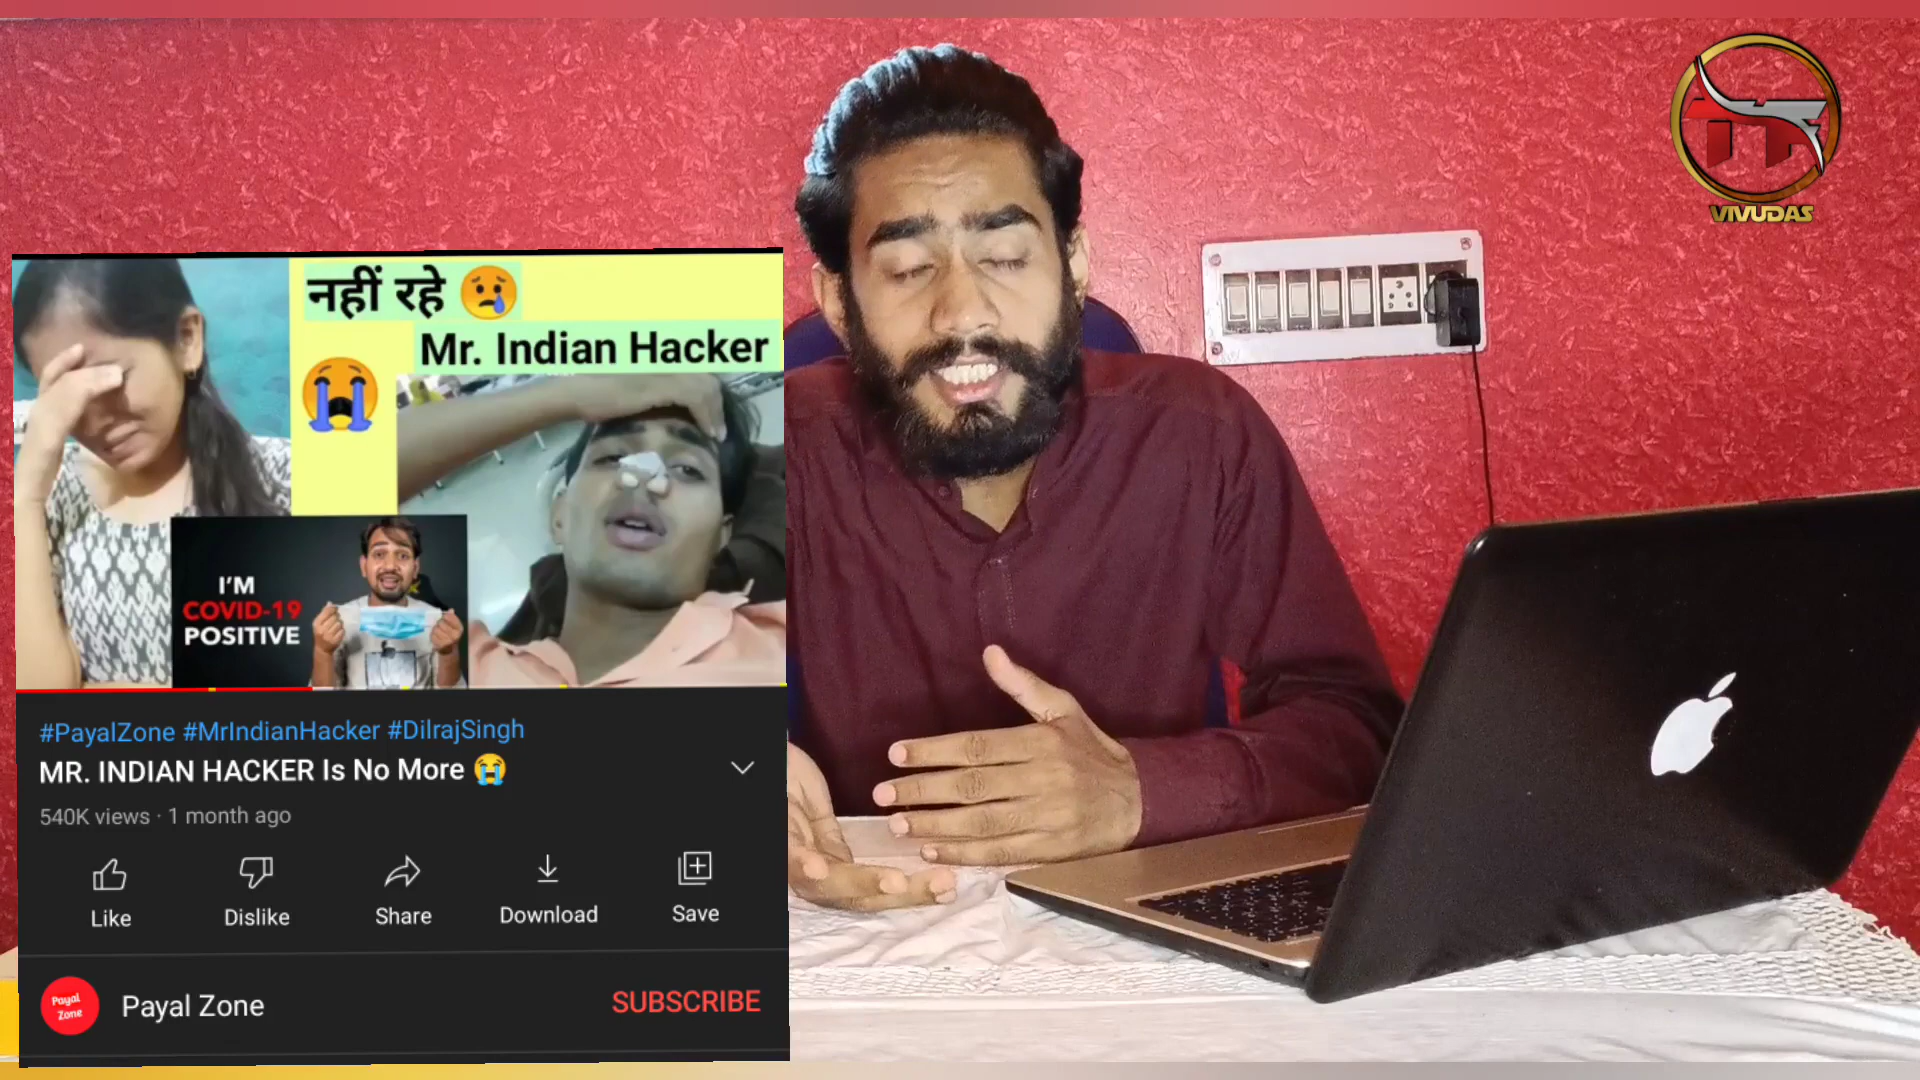 VIVUDAS
नहीं रहे 😢
Mr. Indian Hacker
I'M
COVID-19
POSITIVE
#PayalZone #MrIndianHacker #DilrajSingh
MR. INDIAN HACKER Is No More 😭
540K views · 1 month ago
Like Dislike Share Download Save
Payal
Zone
Payal Zone
SUBSCRIBE